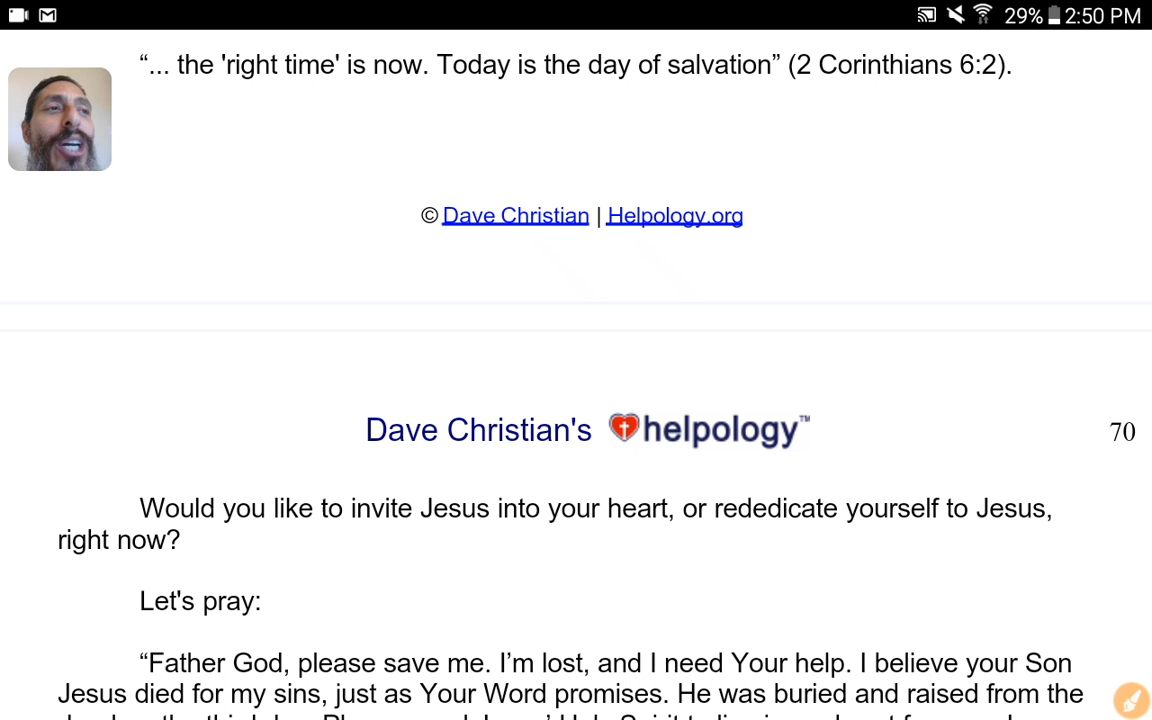 29% 2:50 PM
“... the 'right time' is now. Today is the day of salvation” (2 Corinthians 6:2).
© Dave Christian | Helpology.org
Dave Christian's helpology™ 70
Would you like to invite Jesus into your heart, or rededicate yourself to Jesus,
right now?
Let's pray:
“Father God, please save me. I’m lost, and I need Your help. I believe your Son
Jesus died for my sins, just as Your Word promises. He was buried and raised from the